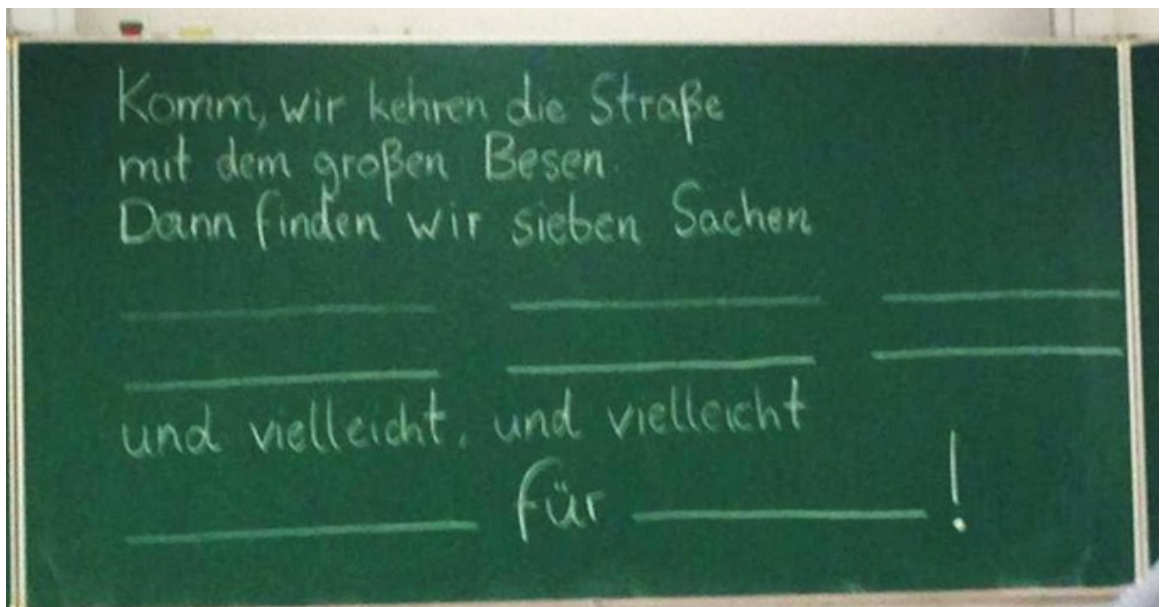 Komm, wir kehren die Straße
mit dem großen Besen.
Dann finden wir sieben Sachen
und vielleicht, und vielleicht
für !